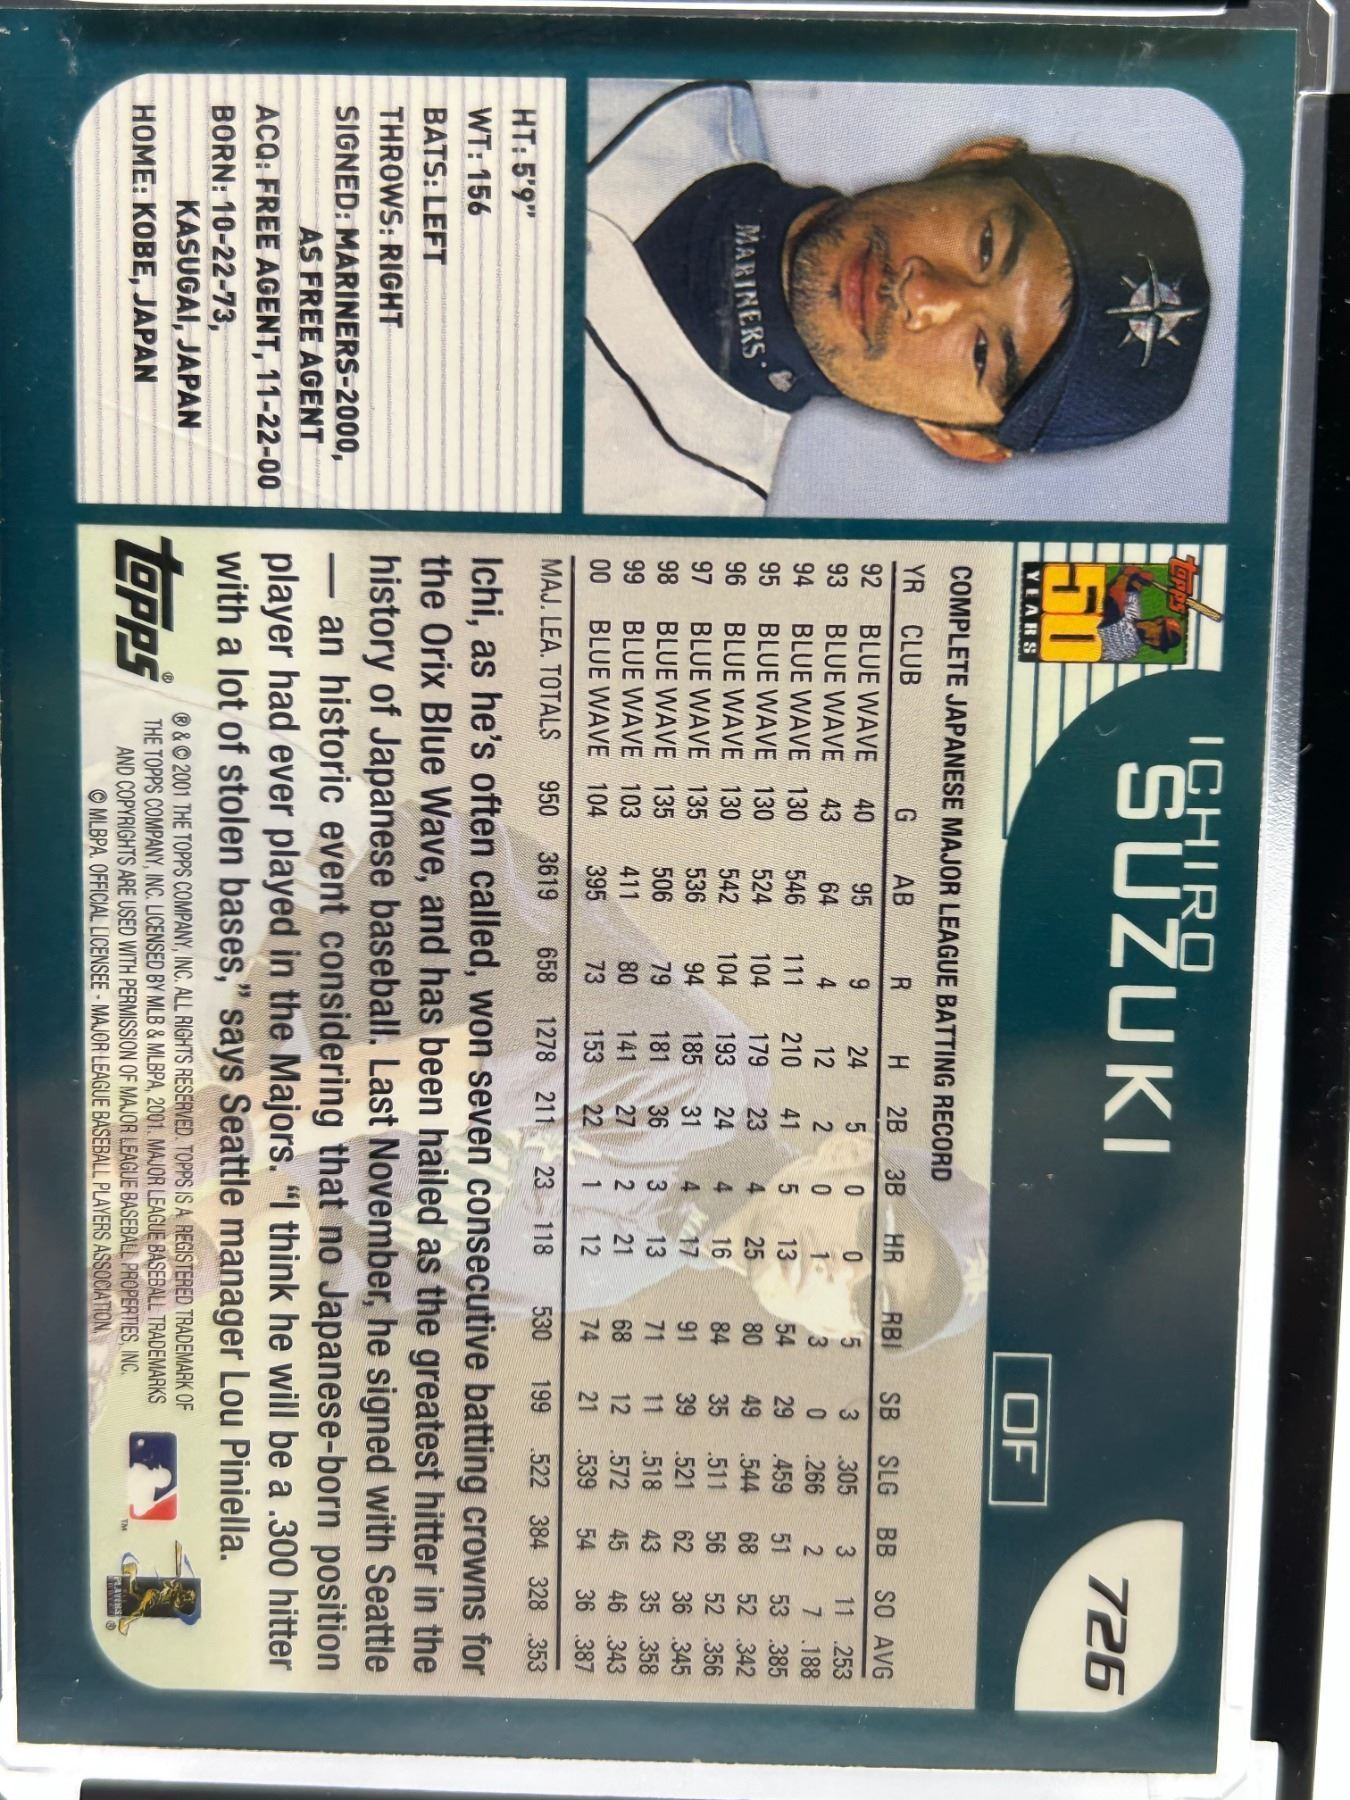 topps
50
YEARS
ICHIRO
SUZUKI
OF
726
MARINERS
HT: 5'9"
WT: 156
BATS: LEFT
THROWS: RIGHT
SIGNED: MARINERS-2000,
AS FREE AGENT
ACQ: FREE AGENT, 11-22-00
BORN: 10-22-73,
KASUGAI, JAPAN
HOME: KOBE, JAPAN
COMPLETE JAPANESE MAJOR LEAGUE BATTING RECORD
YR CLUB G AB R H 2B 3B HR RBI SB SLG BB SO AVG
92 BLUE WAVE 40 95 9 24 5 0 0 5 3 .305 3 11 .253
93 BLUE WAVE 43 64 4 12 2 0 1 3 0 .266 2 7 .188
94 BLUE WAVE 130 546 111 210 41 5 13 54 29 .459 51 53 .385
95 BLUE WAVE 130 524 104 179 23 4 25 80 49 .544 68 52 .342
96 BLUE WAVE 130 542 104 193 24 4 16 84 35 .511 56 52 .356
97 BLUE WAVE 135 536 94 185 31 4 17 91 39 .521 62 36 .345
98 BLUE WAVE 135 506 79 181 36 3 13 71 11 .518 43 35 .358
99 BLUE WAVE 103 411 80 141 27 2 21 68 12 .572 45 46 .343
00 BLUE WAVE 104 395 73 153 22 1 12 74 21 .539 54 36 .387
MAJ. LEA. TOTALS 950 3619 658 1278 211 23 118 530 199 .522 384 328 .353
Ichi, as he's often called, won seven consecutive batting crowns for
the Orix Blue Wave, and has been hailed as the greatest hitter in the
history of Japanese baseball. Last November, he signed with Seattle
— an historic event considering that no Japanese-born position
player had ever played in the Majors. "I think he will be a .300 hitter
with a lot of stolen bases," says Seattle manager Lou Piniella.
topps®
® & © 2001 THE TOPPS COMPANY, INC. ALL RIGHTS RESERVED. TOPPS IS A REGISTERED TRADEMARK OF
THE TOPPS COMPANY, INC. LICENSED BY MLB & MLBPA, 2001. MAJOR LEAGUE BASEBALL TRADEMARKS
AND COPYRIGHTS ARE USED WITH PERMISSION OF MAJOR LEAGUE BASEBALL PROPERTIES, INC.
© MLBPA. OFFICIAL LICENSEE - MAJOR LEAGUE BASEBALL PLAYERS ASSOCIATION.
TM
PLAYERS
®